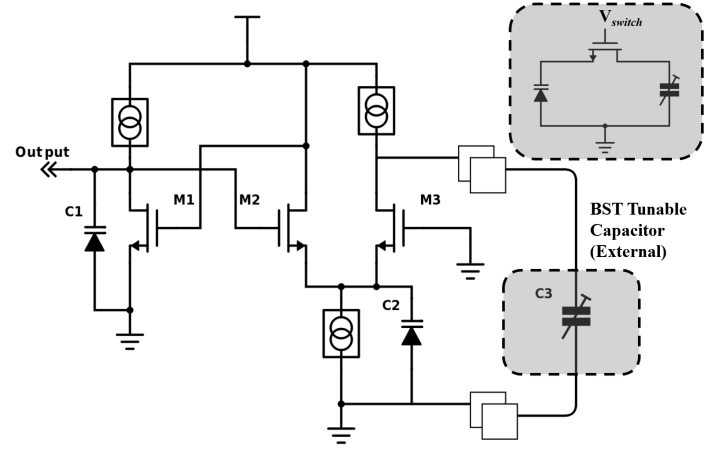 V_switch
Output
C1
M1
M2
M3
BST Tunable
Capacitor
(External)
C2
C3